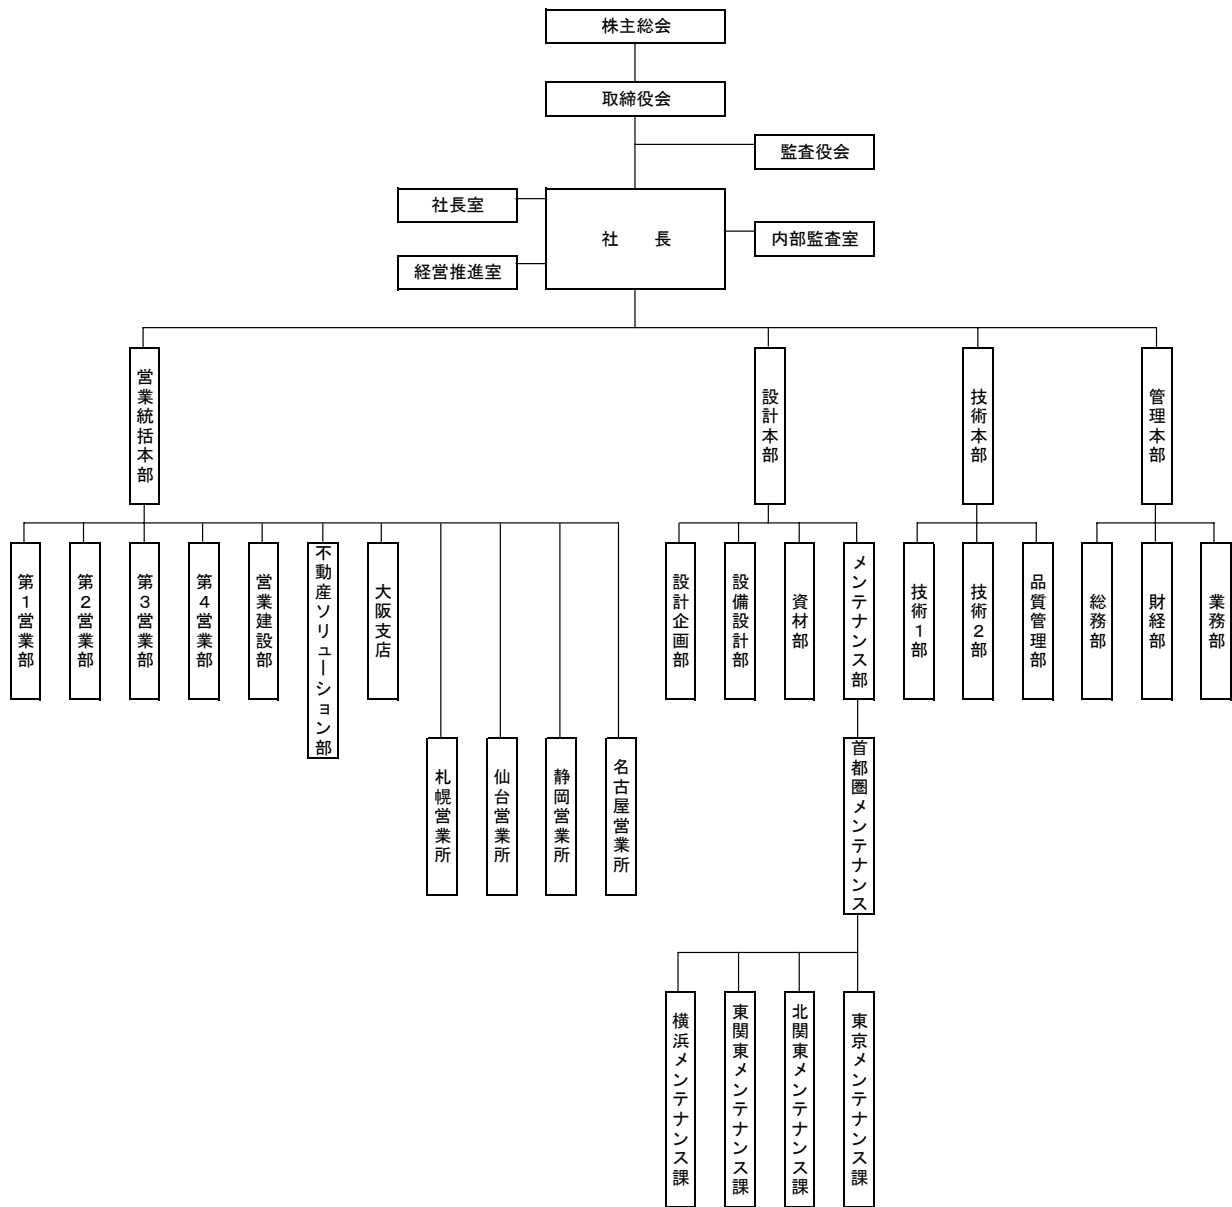 株主総会
取締役会
監査役会
社長室
社　　長
内部監査室
経営推進室
営業統括本部
設計本部
技術本部
管理本部
第1営業部
第2営業部
第3営業部
第4営業部
営業建設部
不動産ソリューション部
大阪支店
設計企画部
設備設計部
資材部
メンテナンス部
技術1部
技術2部
品質管理部
総務部
財経部
業務部
札幌営業所
仙台営業所
静岡営業所
名古屋営業所
首都圏メンテナンス
横浜メンテナンス課
東関東メンテナンス課
北関東メンテナンス課
東京メンテナンス課